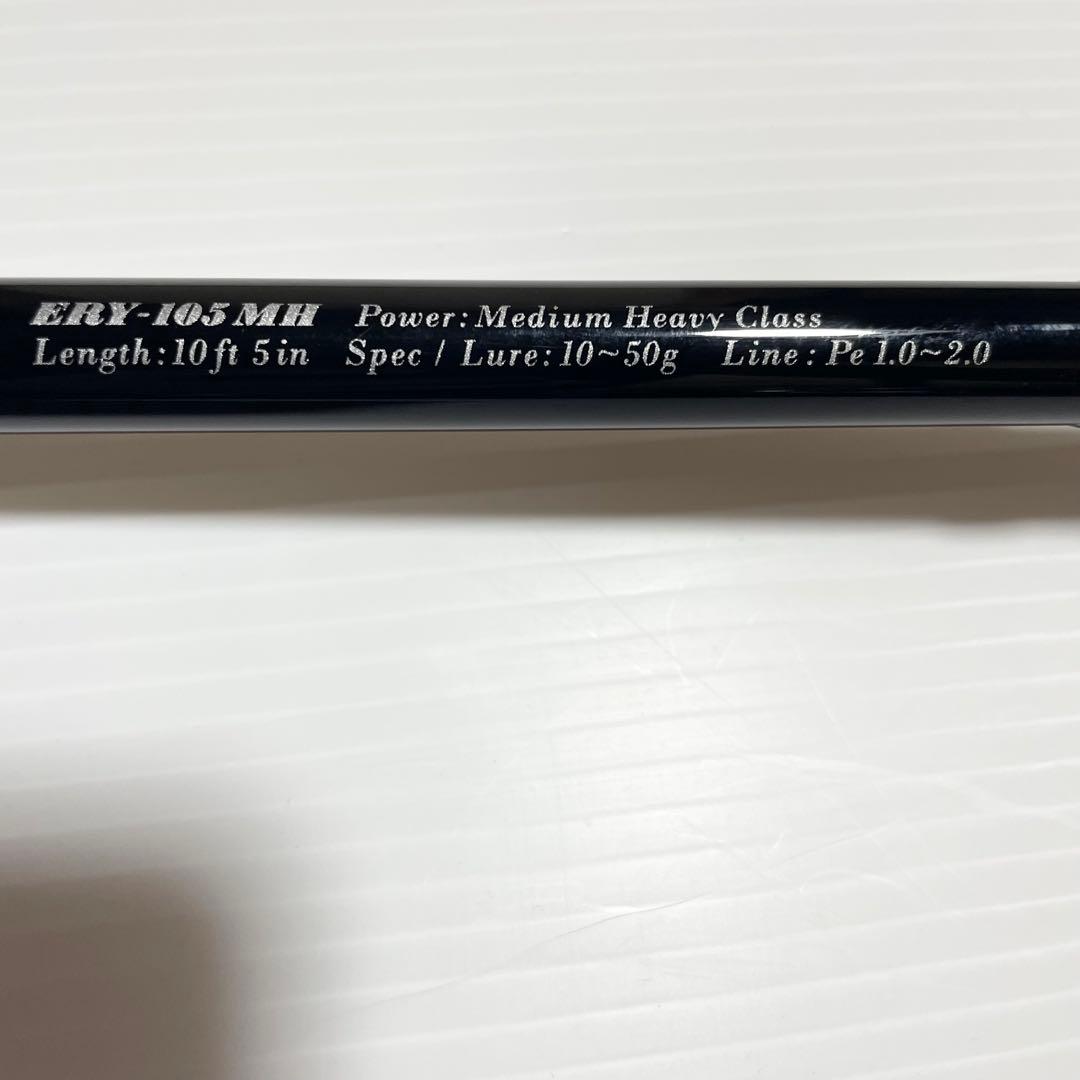 ERY-105MH Power:Medium Heavy Class
Length:10ft 5in Spec / Lure:10~50g Line : Pe 1.0~2.0